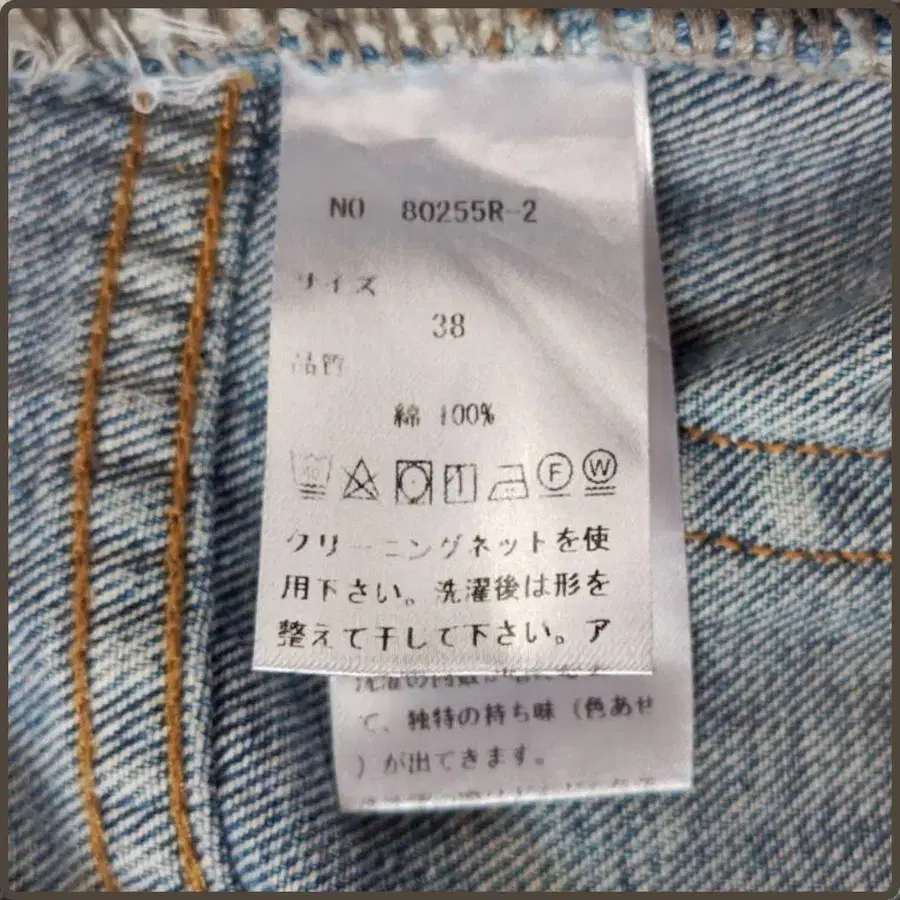 NO 80255R-2
サイズ
38
品質
綿 100%
40
F W
クリーニングネットを使
用下さい。洗濯後は形を
整えて干して下さい。ア
て、独特の持ち味（色あせ
）が出てきます。